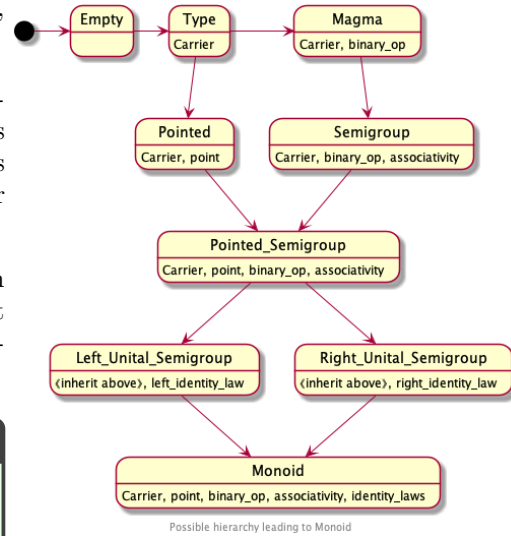 Empty
Type
Carrier
Magma
Carrier, binary_op
Pointed
Carrier, point
Semigroup
Carrier, binary_op, associativity
Pointed_Semigroup
Carrier, point, binary_op, associativity
Left_Unital_Semigroup
⟪inherit above⟫, left_identity_law
Right_Unital_Semigroup
⟪inherit above⟫, right_identity_law
Monoid
Carrier, point, binary_op, associativity, identity_laws
Possible hierarchy leading to Monoid